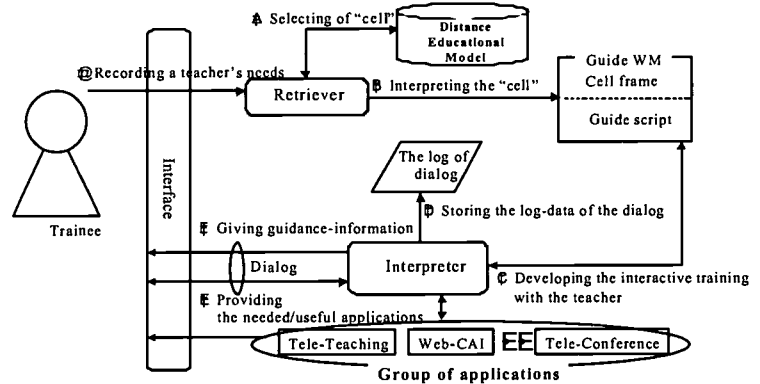 Selecting of "cell"
Distance
Educational
Model
Guide WM
Cell frame
Guide script
Recording a teacher's needs
Retriever
Interpreting the "cell"
The log of
dialog
Interface
Trainee
Storing the log-data of the dialog
Giving guidance-information
Dialog
Interpreter
Developing the interactive training
with the teacher
Providing
the needed/useful applications
Tele-Teaching
Web-CAI
Tele-Conference
Group of applications